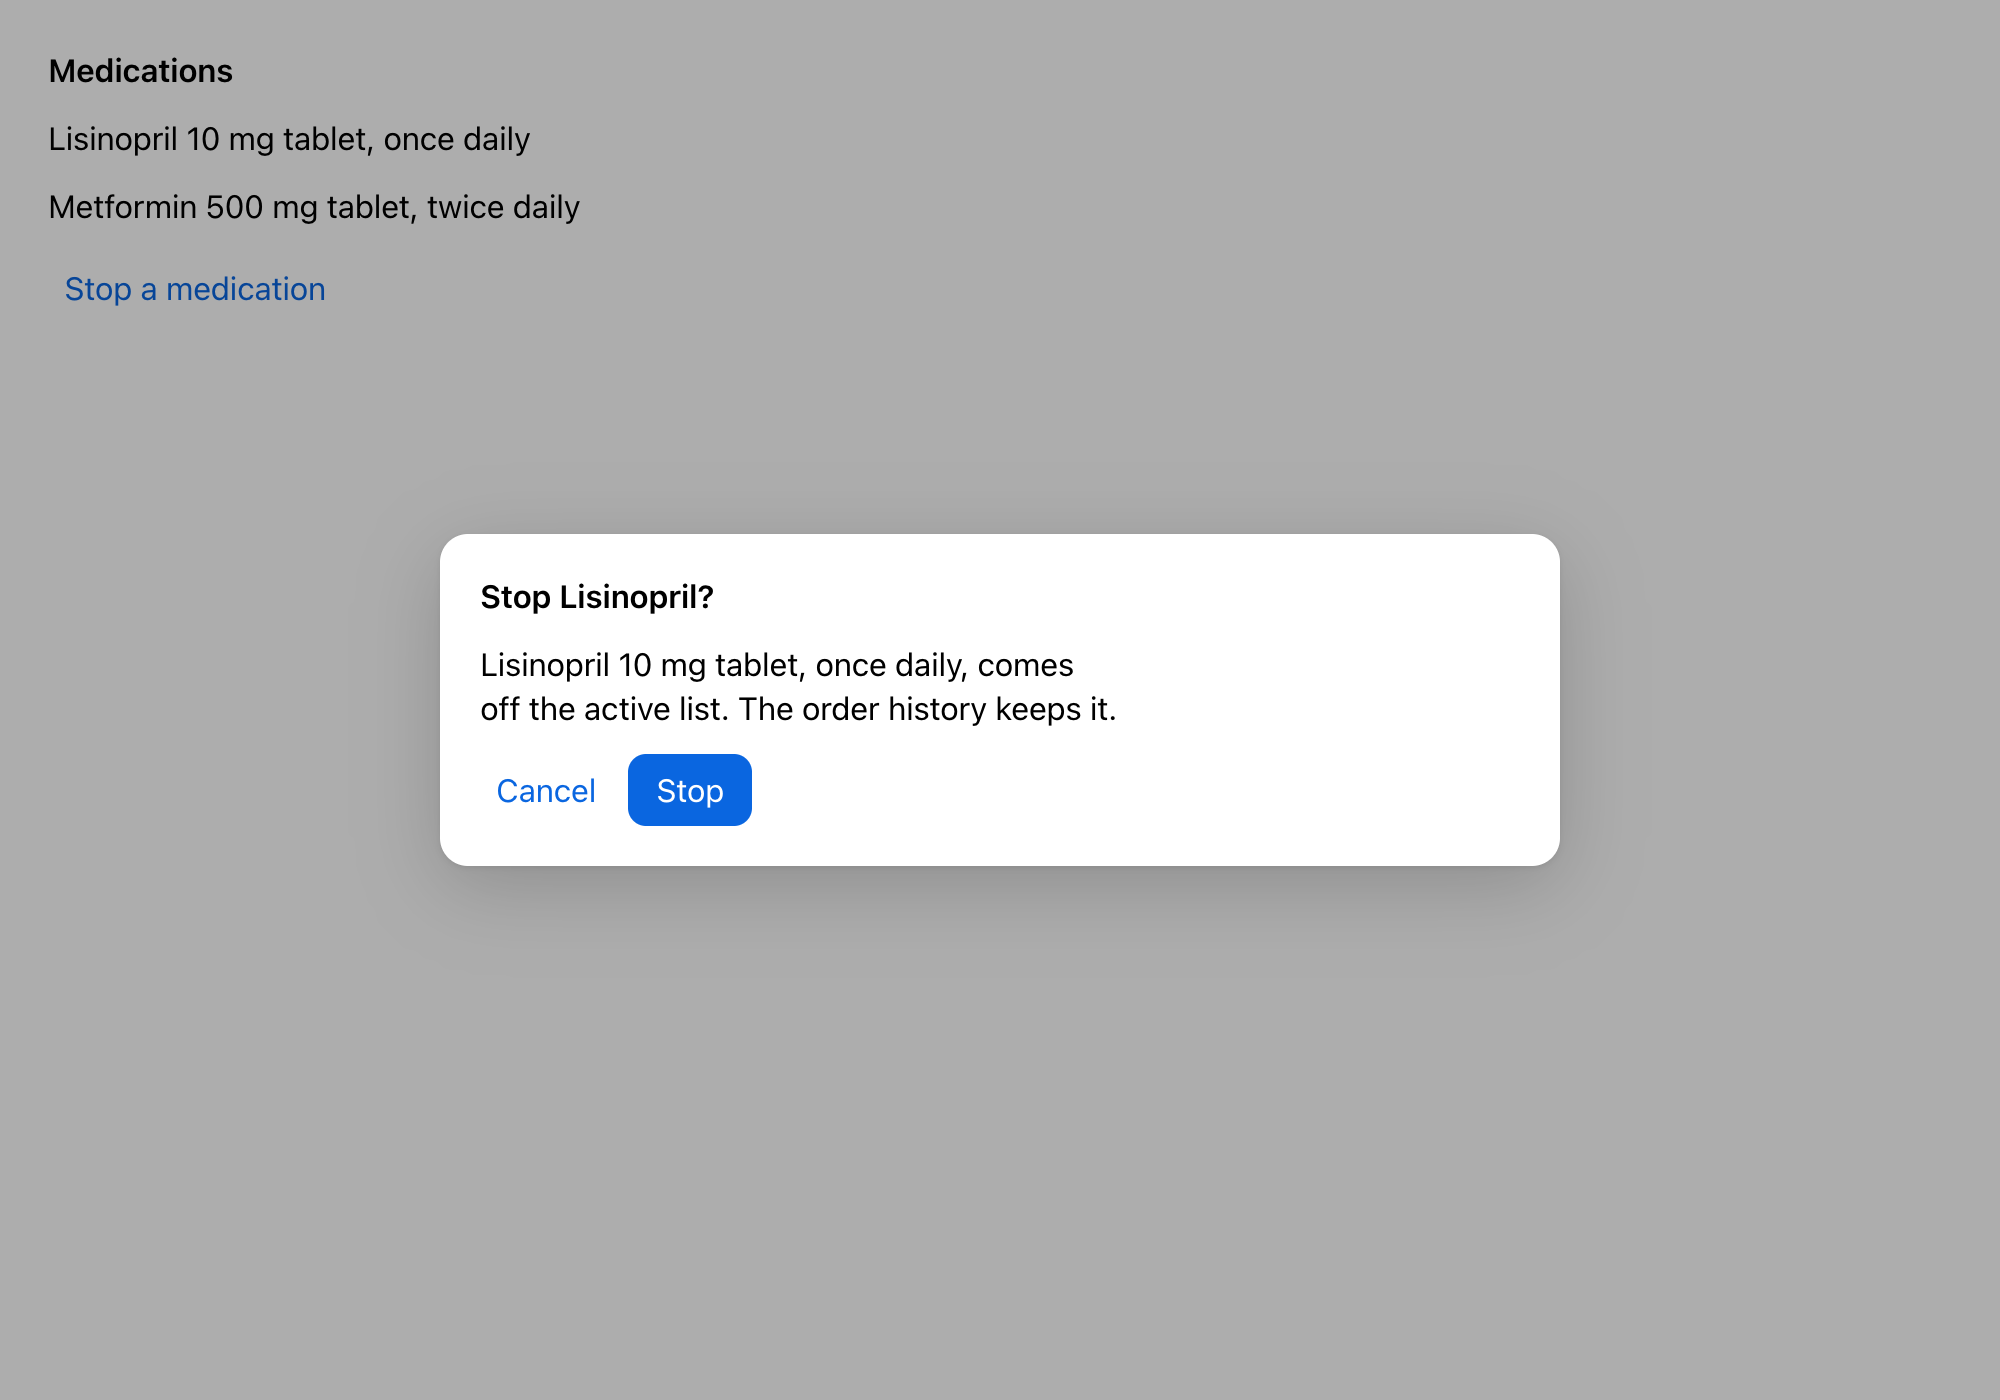 Medications
Lisinopril 10 mg tablet, once daily
Metformin 500 mg tablet, twice daily
Stop a medication
Stop Lisinopril?
Lisinopril 10 mg tablet, once daily, comes
off the active list. The order history keeps it.
Cancel
Stop